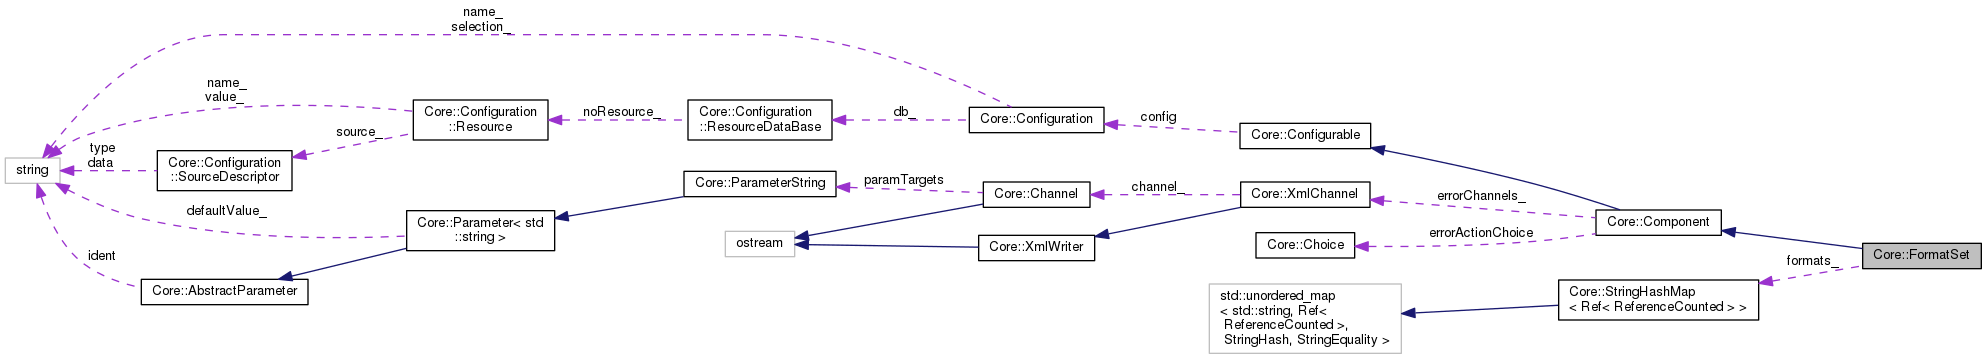 name_
selection_
name_
value_
Core::Configuration
::Resource
noResource_
Core::Configuration
::ResourceDataBase
db_
Core::Configuration
config
Core::Configurable
source_
type
data
string
Core::Configuration
::SourceDescriptor
Core::ParameterString
paramTargets
Core::Channel
channel_
Core::XmlChannel
errorChannels_
Core::Component
defaultValue_
Core::Parameter< std
::string >
ostream
Core::XmlWriter
Core::Choice
errorActionChoice
Core::FormatSet
ident
Core::AbstractParameter
formats_
std::unordered_map
< std::string, Ref<
ReferenceCounted >,
StringHash, StringEquality >
Core::StringHashMap
< Ref< ReferenceCounted > >